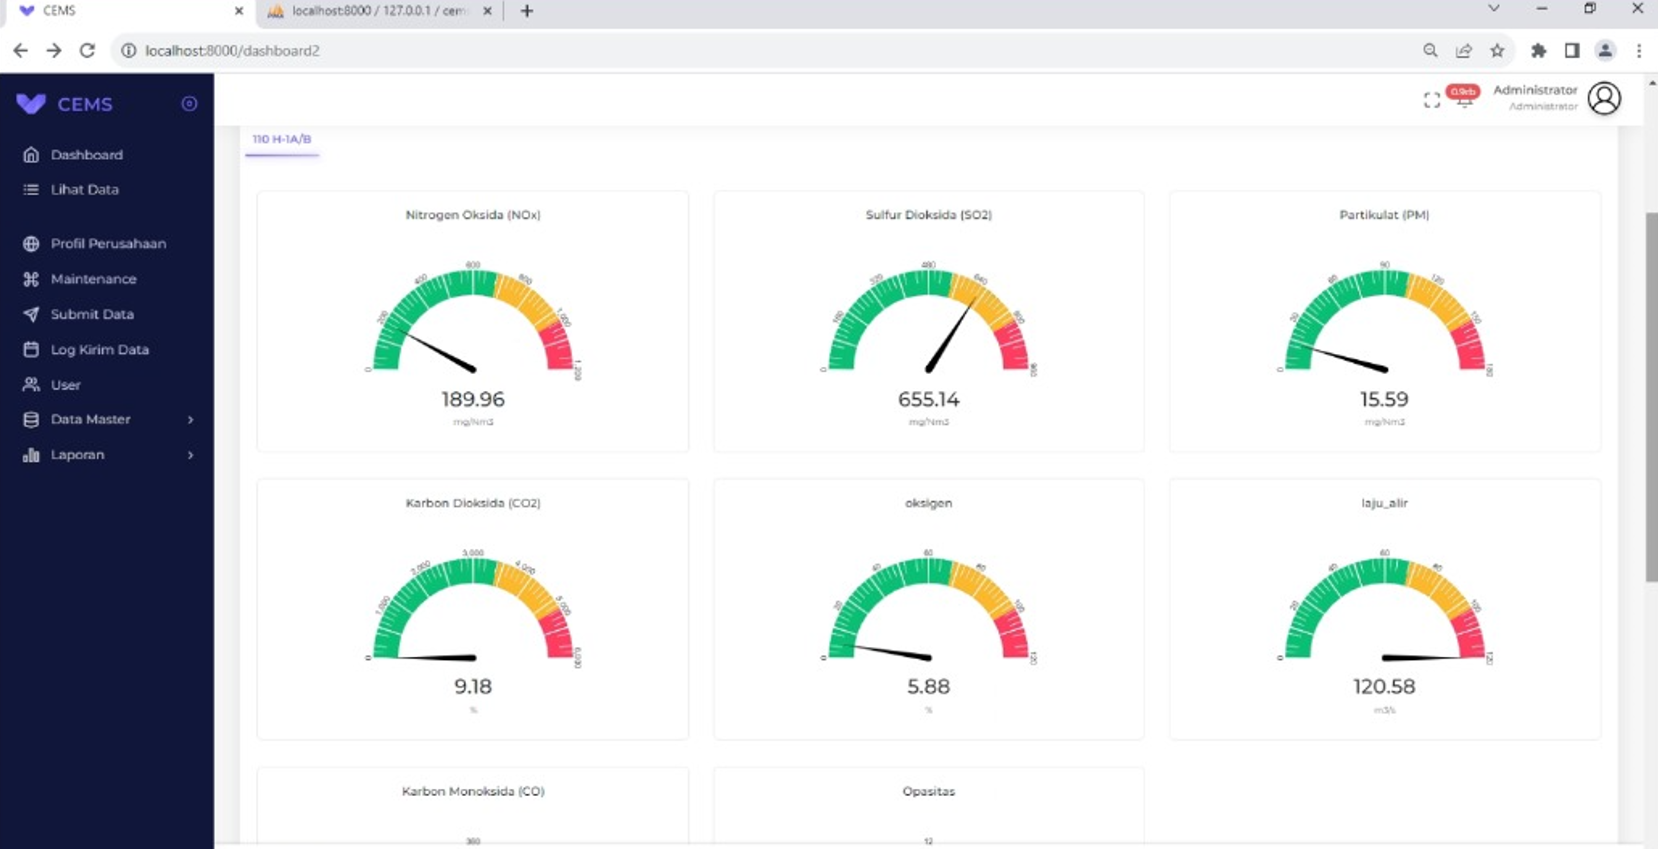 CEMS
localhost:8000 / 127.0.0.1 / cem
localhost:8000/dashboard2
CEMS
Dashboard
Lihat Data
Profil Perusahaan
Maintenance
Submit Data
Log Kirim Data
User
Data Master
Laporan
0.9rb
Administrator
Administrator
110 H-1A/B
Nitrogen Oksida (NOx)
0 200 400 600 800 1,000 1,200
189.96
mg/Nm3
Sulfur Dioksida (SO2)
0 160 320 480 640 800 960
655.14
mg/Nm3
Partikulat (PM)
0 30 60 90 120 150 180
15.59
mg/Nm3
Karbon Dioksida (CO2)
0 1,000 2,000 3,000 4,000 5,000 6,000
9.18
%
oksigen
0 20 40 60 80 100 120
5.88
%
laju_alir
0 20 40 60 80 100 120
120.58
m3/s
Karbon Monoksida (CO)
360
Opasitas
12